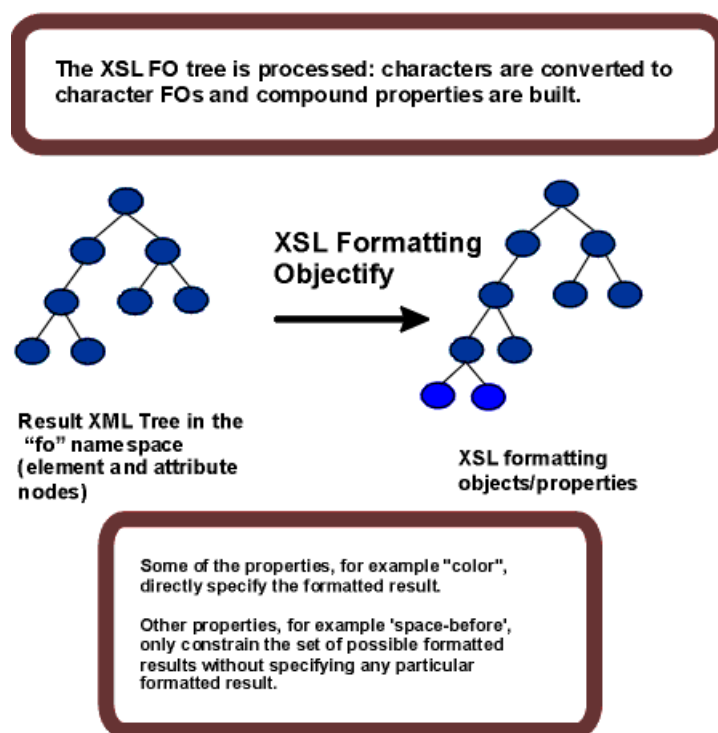 The XSL FO tree is processed: characters are converted to
character FOs and compound properties are built.
XSL Formatting
Objectify
Result XML Tree in the
“fo” namespace
(element and attribute
nodes)
XSL formatting
objects/properties
Some of the properties, for example "color",
directly specify the formatted result.
Other properties, for example 'space-before',
only constrain the set of possible formatted
results without specifying any particular
formatted result.